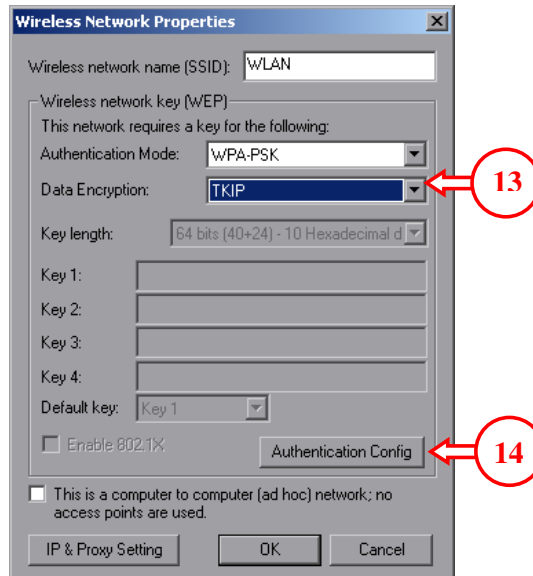 Wireless Network Properties
Wireless network name (SSID): WLAN
Wireless network key (WEP)
This network requires a key for the following:
Authentication Mode: WPA-PSK
Data Encryption: TKIP
13
Key length: 64 bits (40+24) - 10 Hexadecimal d
Key 1:
Key 2:
Key 3:
Key 4:
Default key: Key 1
Enable 802.1X
Authentication Config
14
This is a computer to computer (ad hoc) network; no
access points are used.
IP & Proxy Setting OK Cancel